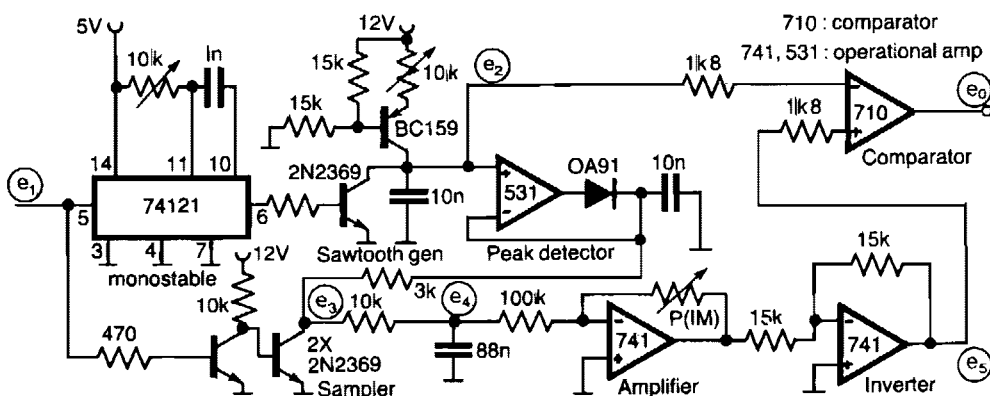 5V
10k
1n
12V
15k
10k
15k
BC159
e2
1k8
1k8
710 : comparator
741, 531 : operational amp
e0
710
Comparator
e1
14
11
10
5
74121
6
3
4
7
monostable
2N2369
10n
Sawtooth gen
531
OA91
10n
Peak detector
12V
10k
470
2X
2N2369
Sampler
3k
e3
10k
e4
88n
100k
P(IM)
741
Amplifier
15k
15k
741
Inverter
e5